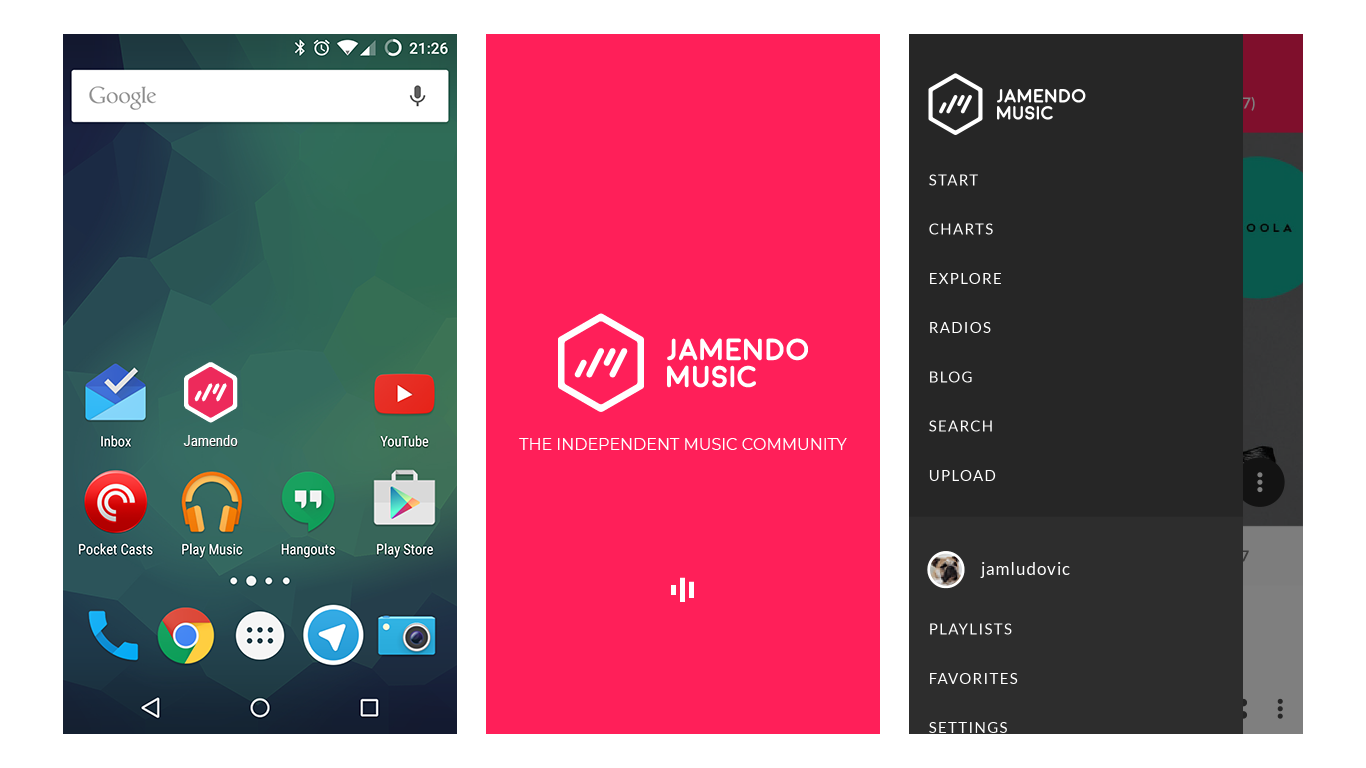 21:26
Google
Inbox
Jamendo
YouTube
Pocket Casts
Play Music
Hangouts
Play Store
JAMENDO
MUSIC
THE INDEPENDENT MUSIC COMMUNITY
JAMENDO
MUSIC
START
CHARTS
EXPLORE
RADIOS
BLOG
SEARCH
UPLOAD
jamludovic
PLAYLISTS
FAVORITES
SETTINGS
7)
OOLA
7